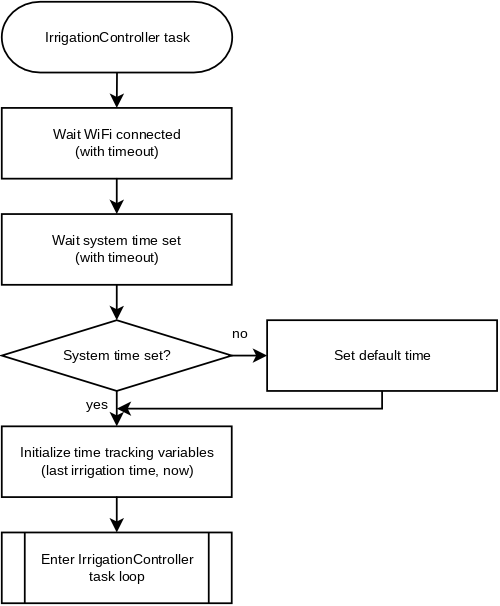 IrrigationController task
Wait WiFi connected
(with timeout)
Wait system time set
(with timeout)
System time set?
no
Set default time
yes
Initialize time tracking variables
(last irrigation time, now)
Enter IrrigationController
task loop